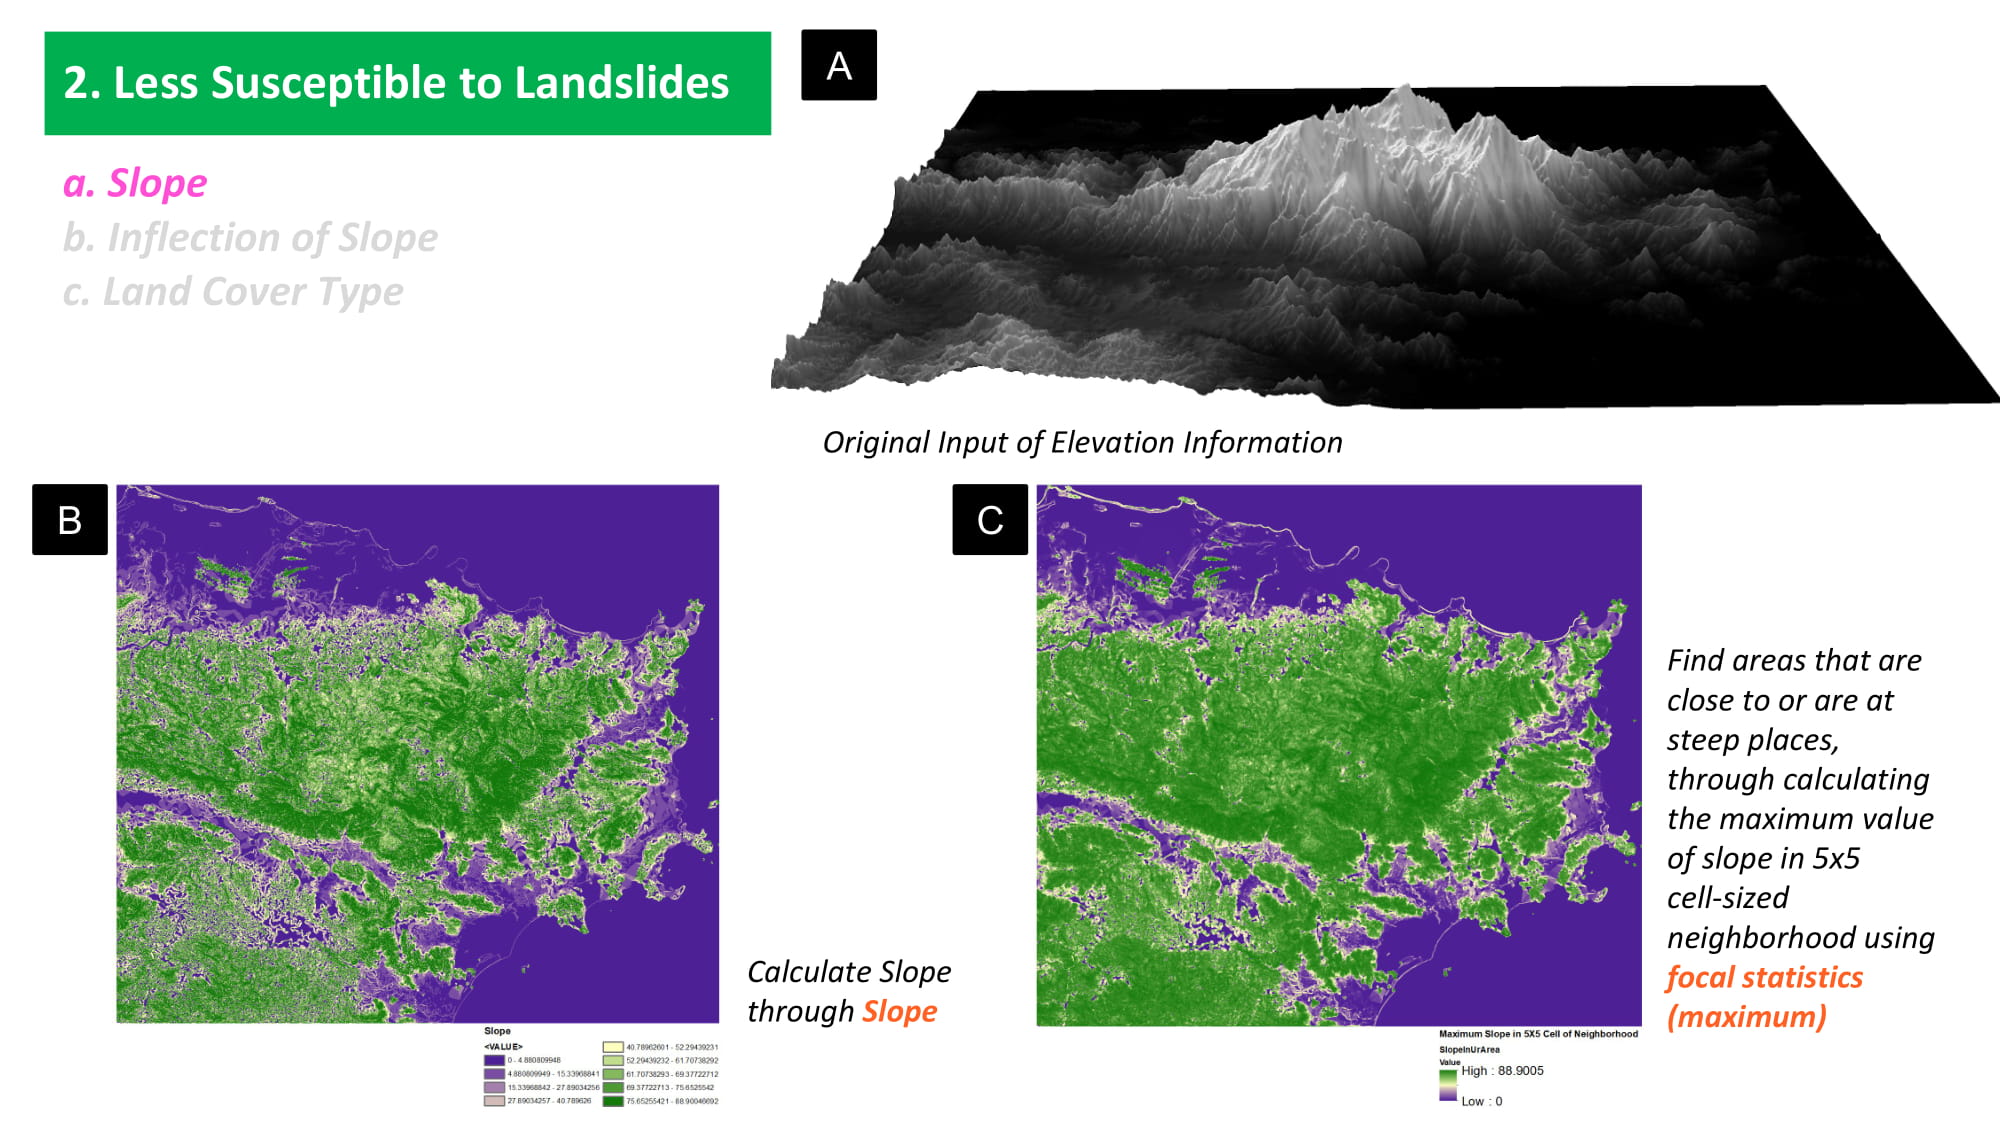 2. Less Susceptible to Landslides
a. Slope
b. Inflection of Slope
c. Land Cover Type
A
Original Input of Elevation Information
B
Calculate Slope
through Slope
Slope
<VALUE>
0 - 4.880809948
4.880809949 - 15.33968841
15.33968842 - 27.89034256
27.89034257 - 40.789626
40.78962601 - 52.29439231
52.29439232 - 61.70738292
61.70738293 - 69.37722712
69.37722713 - 75.6525542
75.65255421 - 88.90046692
C
Find areas that are
close to or are at
steep places,
through calculating
the maximum value
of slope in 5x5
cell-sized
neighborhood using
focal statistics
(maximum)
Maximum Slope in 5X5 Cell of Neighborhood
SlopeInUrArea
Value
High : 88.9005
Low : 0